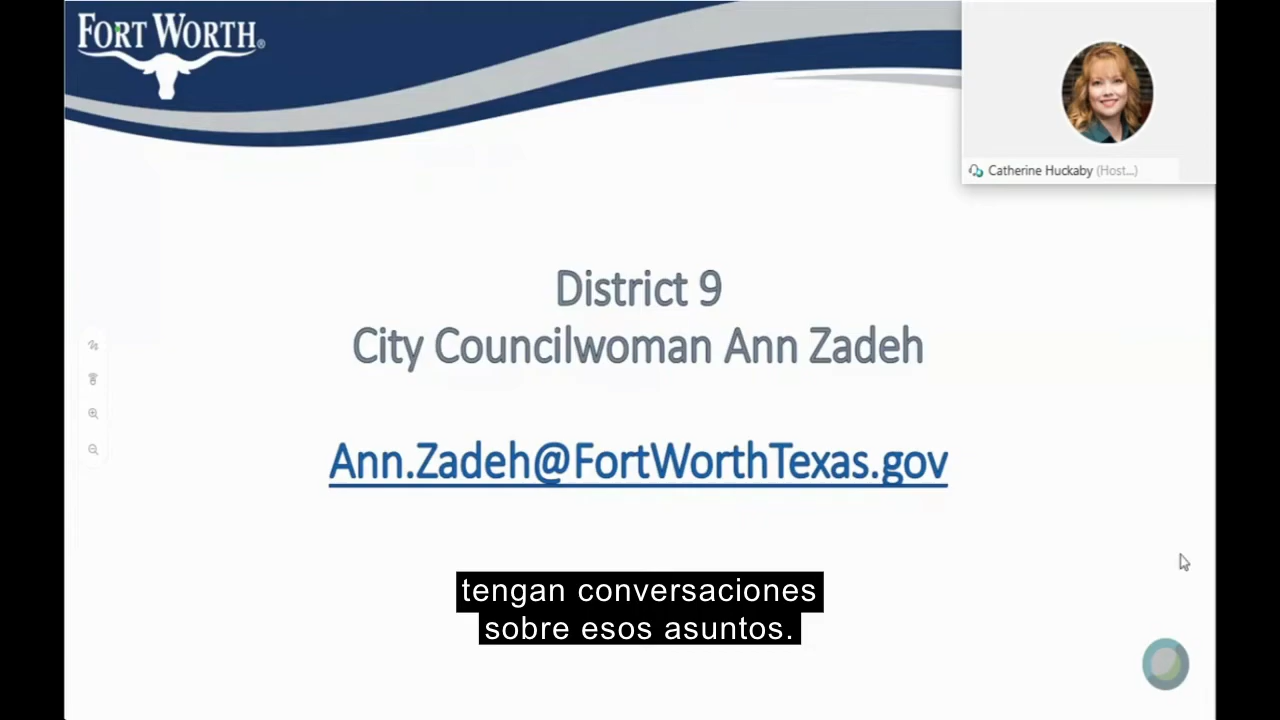 FORT WORTH®
Catherine Huckaby (Host...)
District 9
City Councilwoman Ann Zadeh
Ann.Zadeh@FortWorthTexas.gov
tengan conversaciones
sobre esos asuntos.